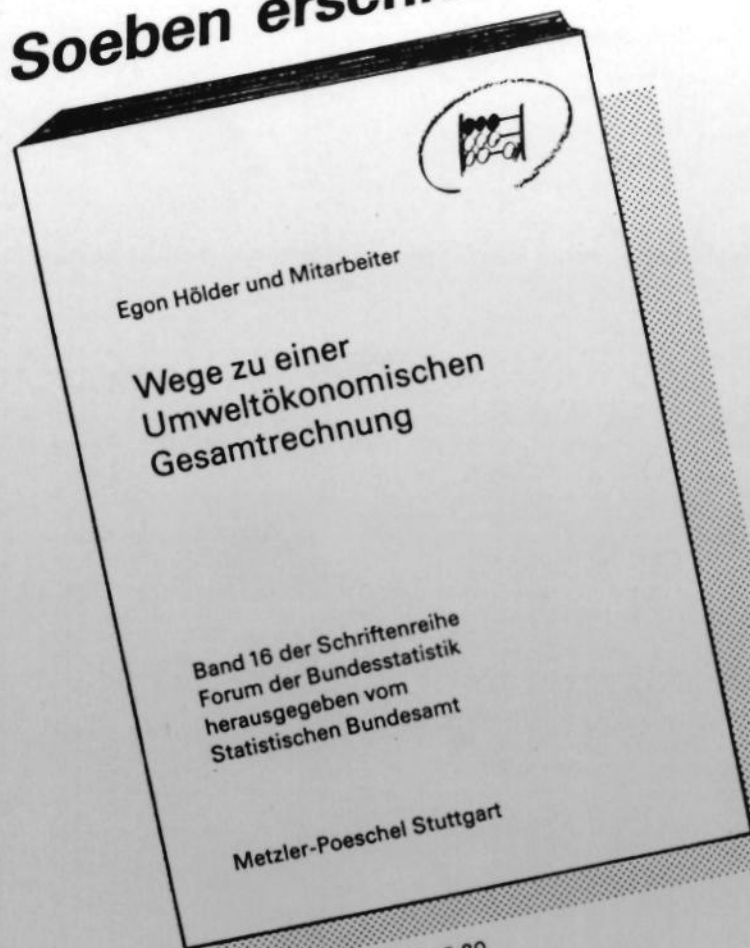 Soeben
Egon Hölder und Mitarbeiter
Wege zu einer
Umweltökonomischen
Gesamtrechnung
Band 16 der Schriftenreihe
Forum der Bundesstatistik
herausgegeben vom
Statistischen Bundesamt
Metzler-Poeschel Stuttgart